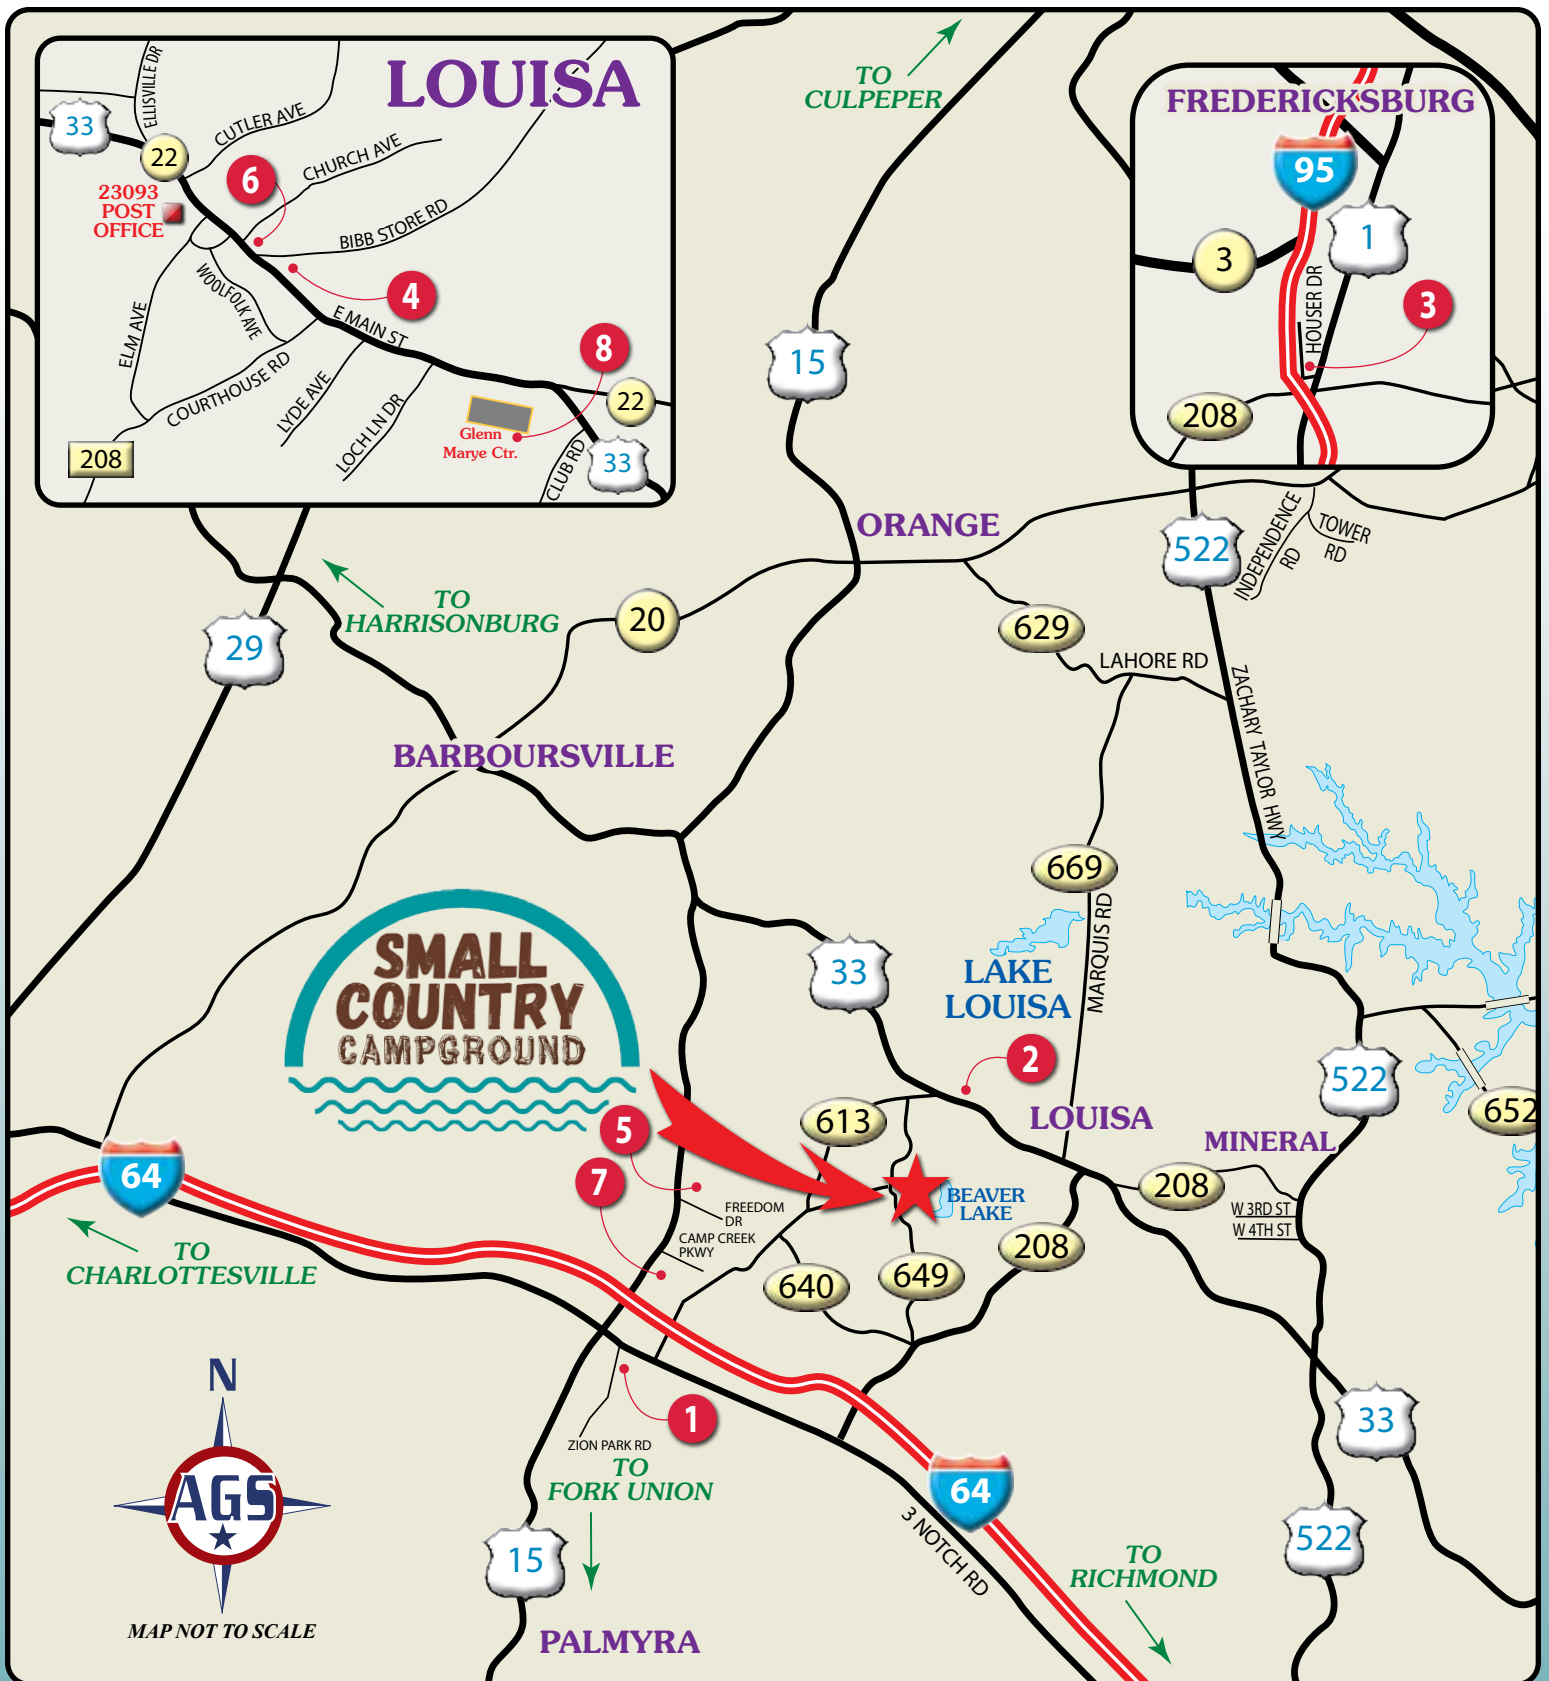 LOUISA
ELLISVILLE DR
33
22
CUTLER AVE
CHURCH AVE
6
23093
POST
OFFICE
BIBB STORE RD
WOOLFOLK AVE
4
ELM AVE
E MAIN ST
8
COURTHOUSE RD
LYDE AVE
LOCH LN DR
22
Glenn
Marye Ctr.
CLUB RD
208
33
TO
CULPEPER
FREDERICKSBURG
95
1
3
HOUSER DR
3
208
15
ORANGE
522
INDEPENDENCE
RD
TOWER
RD
TO
HARRISONBURG
20
29
629
LAHORE RD
ZACHARY TAYLOR HWY
BARBOURSVILLE
669
MARQUIS RD
SMALL
COUNTRY
CAMPGROUND
33
LAKE
LOUISA
2
522
652
613
LOUISA
MINERAL
5
7
64
208
BEAVER
LAKE
FREEDOM
DR
CAMP CREEK
PKWY
W 3RD ST
W 4TH ST
208
TO
CHARLOTTESVILLE
640
649
N
AGS
MAP NOT TO SCALE
1
ZION PARK RD
TO
FORK UNION
33
64
3 NOTCH RD
522
15
TO
RICHMOND
PALMYRA